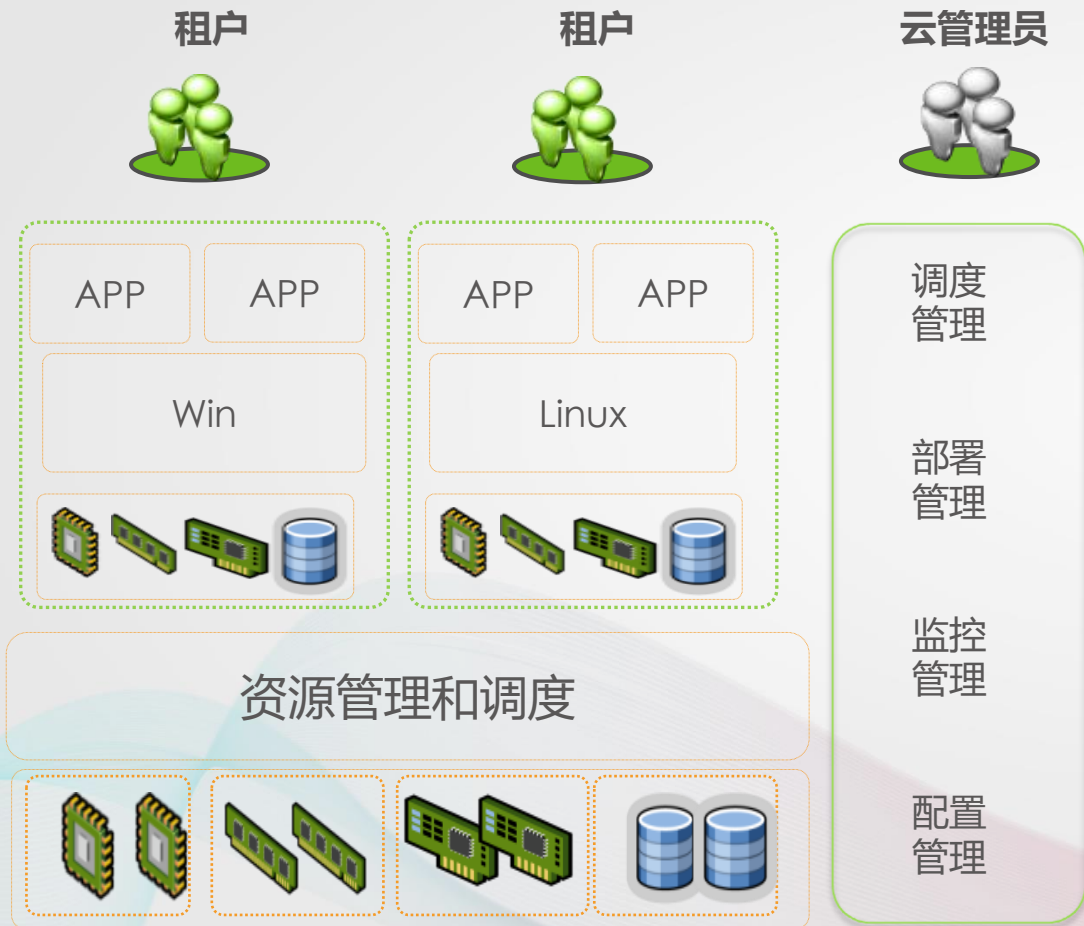 租户
租户
云管理员
APP
APP
APP
APP
Win
Linux
资源管理和调度
调度
管理
部署
管理
监控
管理
配置
管理